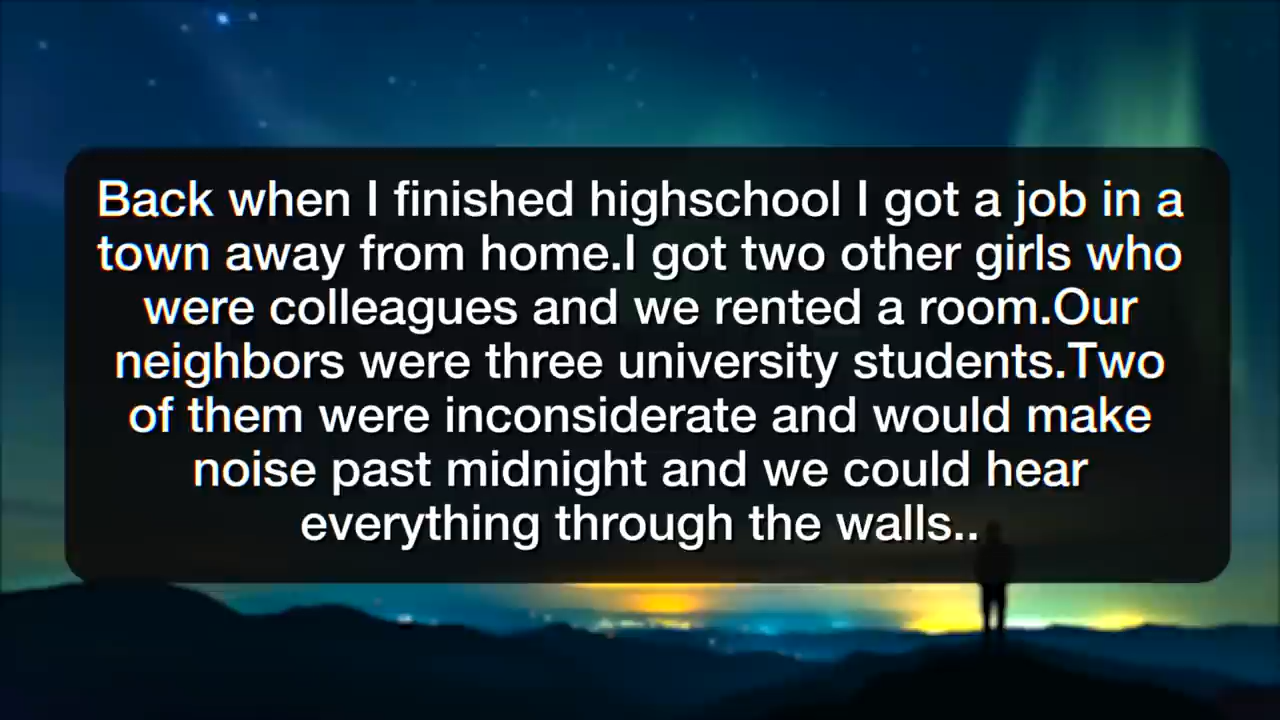 Back when I finished highschool I got a job in a
town away from home.I got two other girls who
were colleagues and we rented a room.Our
neighbors were three university students.Two
of them were inconsiderate and would make
noise past midnight and we could hear
everything through the walls..